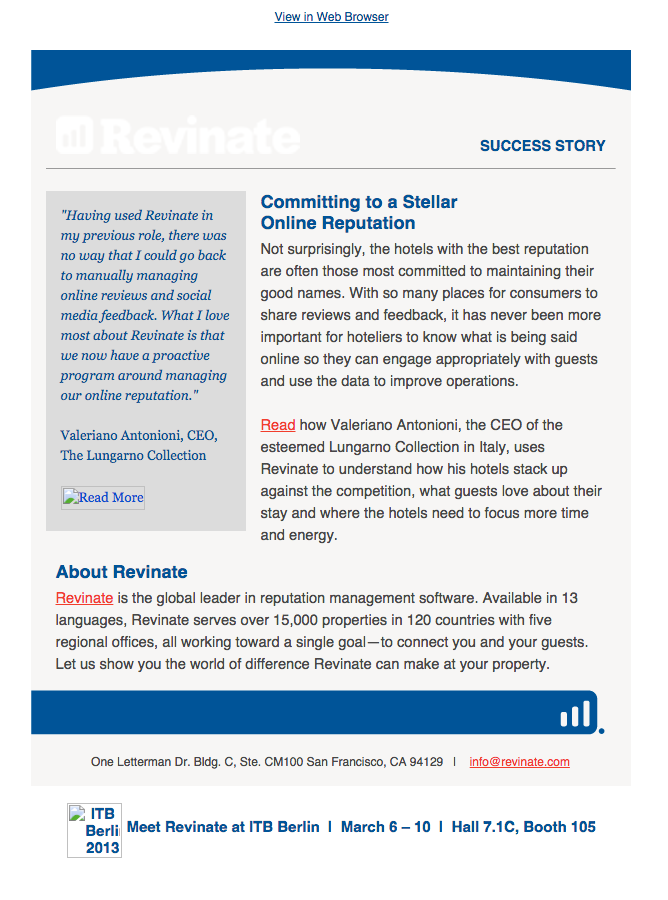 View in Web Browser
Revinate
SUCCESS STORY
"Having used Revinate in
my previous role, there was
no way that I could go back
to manually managing
online reviews and social
media feedback. What I love
most about Revinate is that
we now have a proactive
program around managing
our online reputation."
Valeriano Antonioni, CEO,
The Lungarno Collection
Read More
Committing to a Stellar
Online Reputation
Not surprisingly, the hotels with the best reputation
are often those most committed to maintaining their
good names. With so many places for consumers to
share reviews and feedback, it has never been more
important for hoteliers to know what is being said
online so they can engage appropriately with guests
and use the data to improve operations.
Read how Valeriano Antonioni, the CEO of the
esteemed Lungarno Collection in Italy, uses
Revinate to understand how his hotels stack up
against the competition, what guests love about their
stay and where the hotels need to focus more time
and energy.
About Revinate
Revinate is the global leader in reputation management software. Available in 13
languages, Revinate serves over 15,000 properties in 120 countries with five
regional offices, all working toward a single goal—to connect you and your guests.
Let us show you the world of difference Revinate can make at your property.
One Letterman Dr. Bldg. C, Ste. CM100 San Francisco, CA 94129 I info@revinate.com
ITB
Berli
2013
Meet Revinate at ITB Berlin I March 6 – 10 I Hall 7.1C, Booth 105